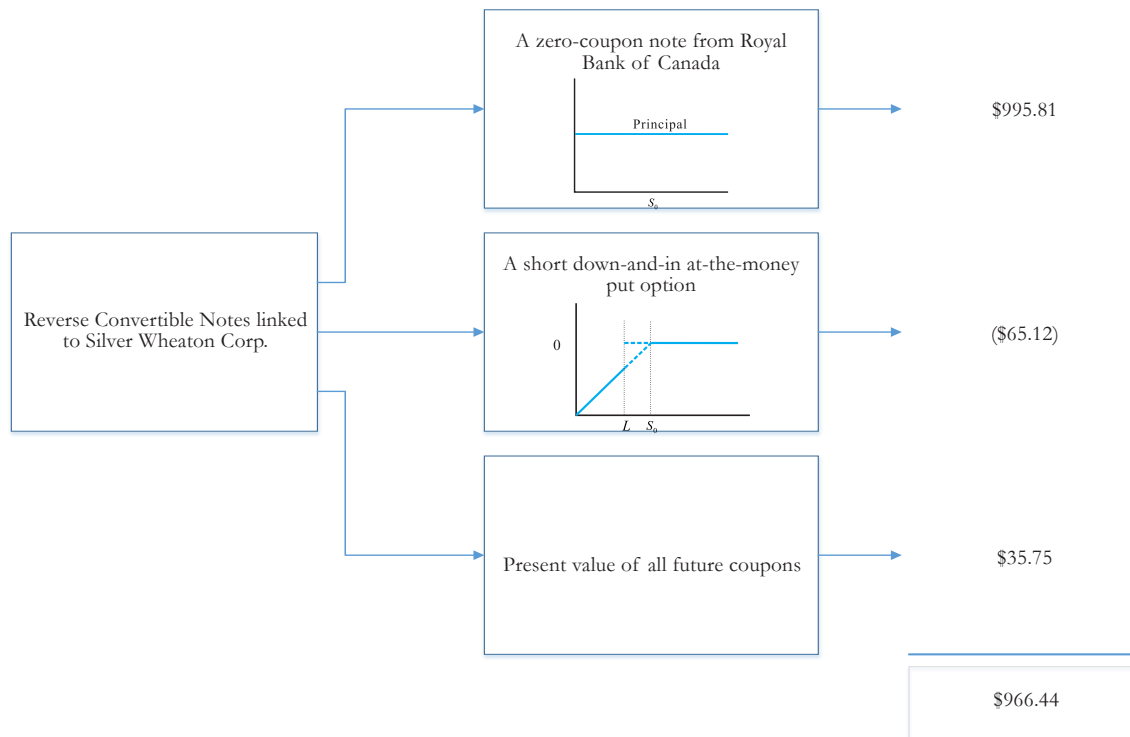 A zero-coupon note from Royal
Bank of Canada
Principal
S₀
$995.81
Reverse Convertible Notes linked
to Silver Wheaton Corp.
A short down-and-in at-the-money
put option
0
L S₀
($65.12)
Present value of all future coupons
$35.75
$966.44